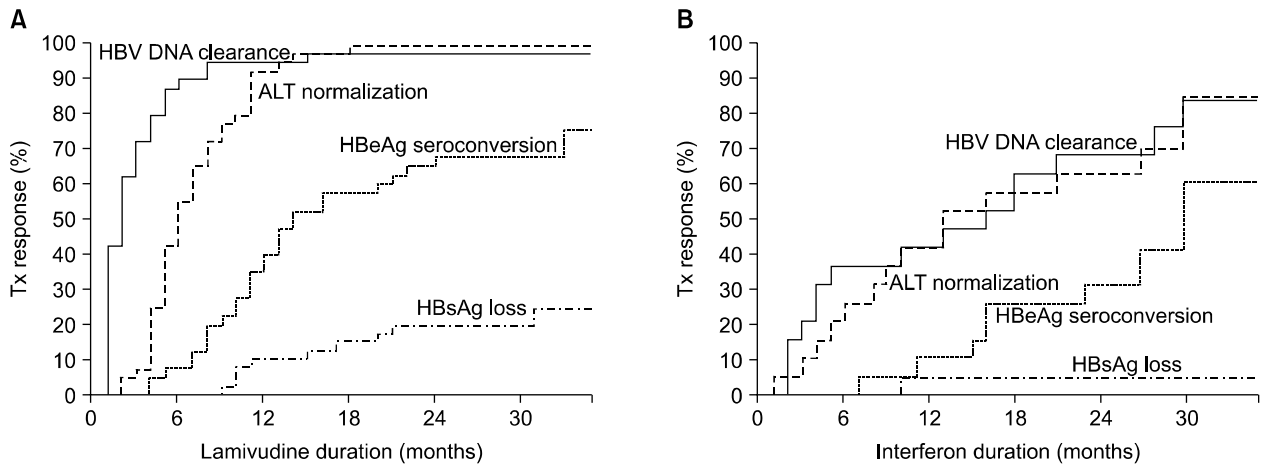 A
100
90
80
70
60
50
40
30
20
10
0
Tx response (%)
HBV DNA clearance
ALT normalization
HBeAg seroconversion
HBsAg loss
0 6 12 18 24 30
Lamivudine duration (months)
B
100
90
80
70
60
50
40
30
20
10
0
Tx response (%)
HBV DNA clearance
ALT normalization
HBeAg seroconversion
HBsAg loss
0 6 12 18 24 30
Interferon duration (months)